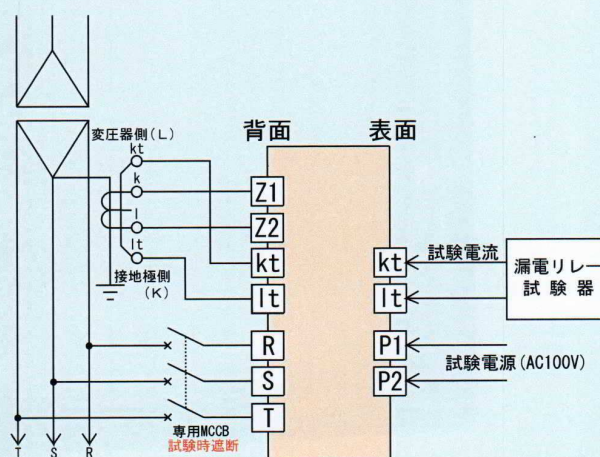 変圧器側(L)
kt
k
l
lt
接地極側
(K)
背面
表面
Z1
Z2
kt
lt
R
S
T
kt
lt
P1
P2
試験電流
漏電リレー
試験器
試験電源(AC100V)
専用MCCB
試験時遮断
T
S
R